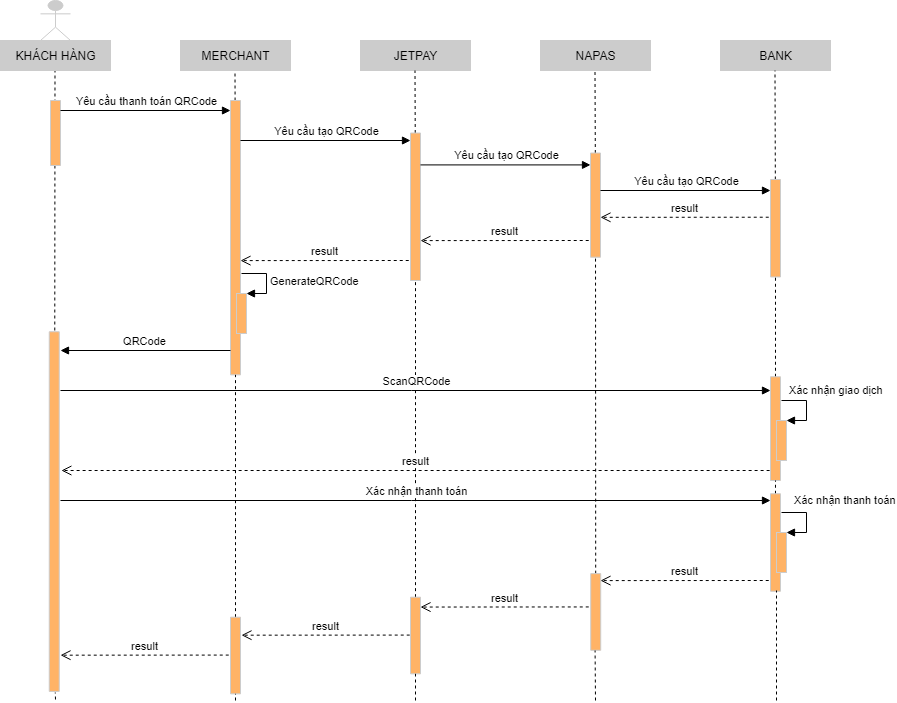 KHÁCH HÀNG
MERCHANT
JETPAY
NAPAS
BANK
Yêu cầu thanh toán QRCode
Yêu cầu tạo QRCode
Yêu cầu tạo QRCode
Yêu cầu tạo QRCode
result
result
result
GenerateQRCode
QRCode
ScanQRCode
Xác nhận giao dịch
result
Xác nhận thanh toán
Xác nhận thanh toán
result
result
result
result